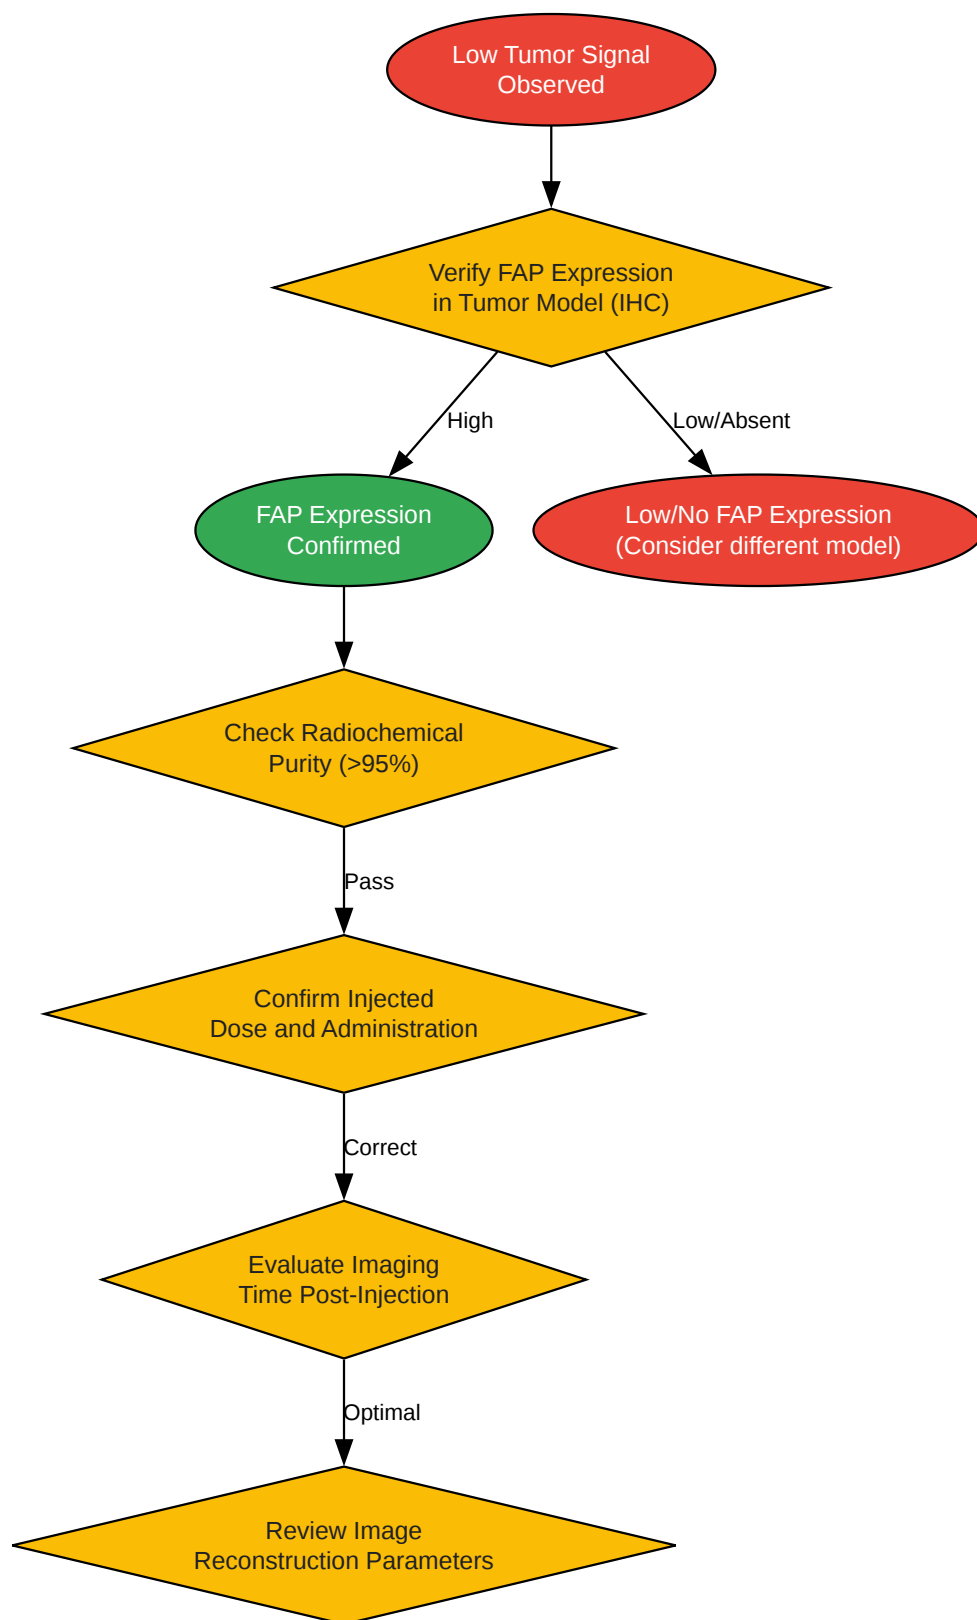 Low Tumor Signal
Observed
Verify FAP Expression
in Tumor Model (IHC)
High
Low/Absent
FAP Expression
Confirmed
Low/No FAP Expression
(Consider different model)
Check Radiochemical
Purity (>95%)
Pass
Confirm Injected
Dose and Administration
Correct
Evaluate Imaging
Time Post-Injection
Optimal
Review Image
Reconstruction Parameters